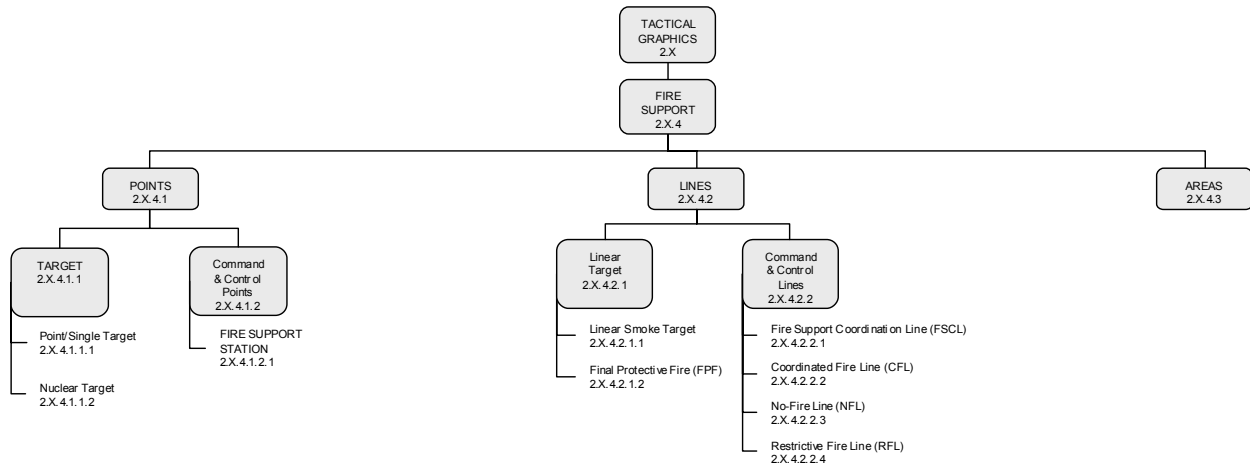 TACTICAL
GRAPHICS
2.X
FIRE
SUPPORT
2.X.4
POINTS
2.X.4.1
LINES
2.X.4.2
AREAS
2.X.4.3
TARGET
2.X.4.1.1
Command
& Control
Points
2.X.4.1.2
Linear
Target
2.X.4.2.1
Command
& Control
Lines
2.X.4.2.2
Point/Single Target
2.X.4.1.1.1
Nuclear Target
2.X.4.1.1.2
FIRE SUPPORT
STATION
2.X.4.1.2.1
Linear Smoke Target
2.X.4.2.1.1
Final Protective Fire (FPF)
2.X.4.2.1.2
Fire Support Coordination Line (FSCL)
2.X.4.2.2.1
Coordinated Fire Line (CFL)
2.X.4.2.2.2
No-Fire Line (NFL)
2.X.4.2.2.3
Restrictive Fire Line (RFL)
2.X.4.2.2.4